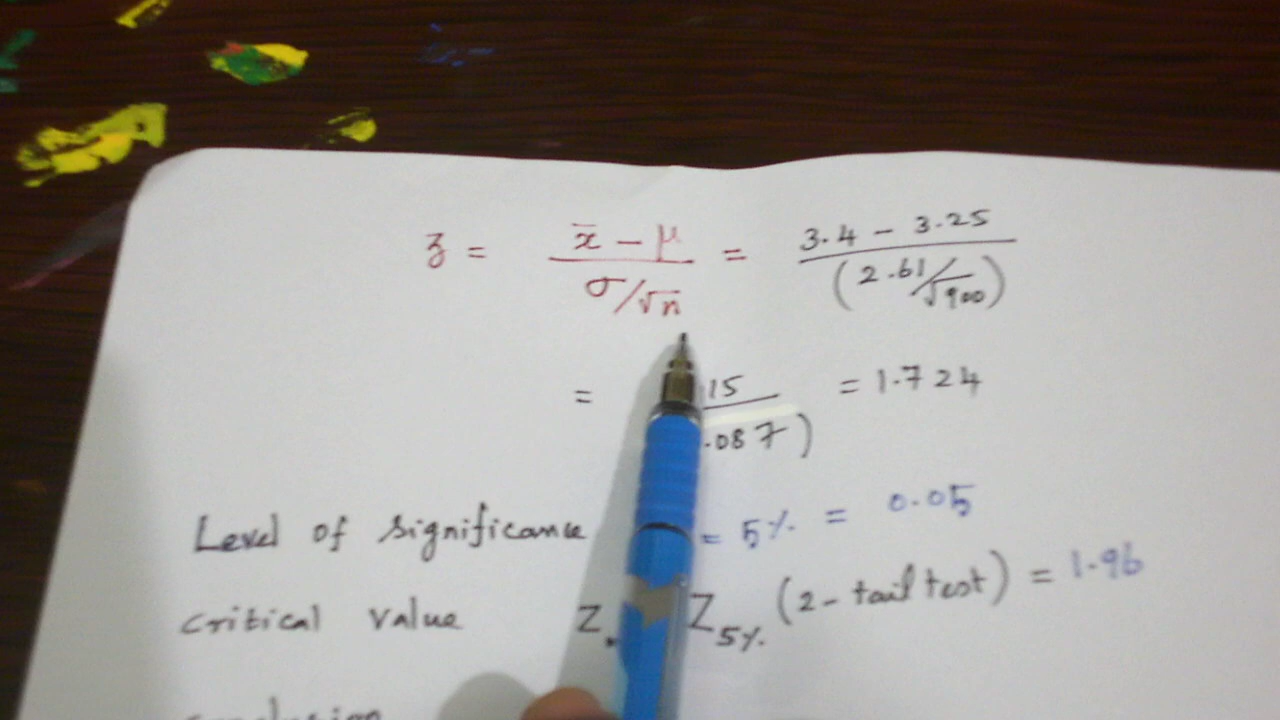 z = x̄ - μ / σ/√n = 3.4 - 3.25 / (2.61/√900)
= 15 / .087) = 1.724
Level of significance = 5% = 0.05
critical value Z Z5% (2-tail test) = 1.96